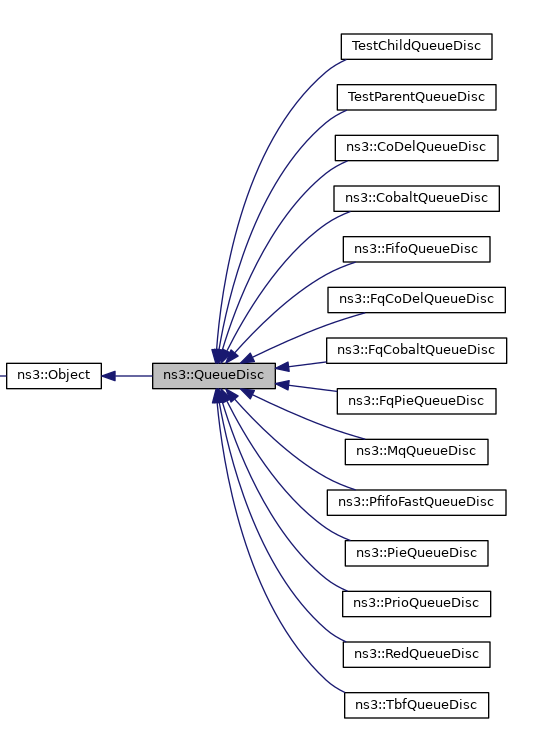 TestChildQueueDisc
TestParentQueueDisc
ns3::CoDelQueueDisc
ns3::CobaltQueueDisc
ns3::FifoQueueDisc
ns3::FqCoDelQueueDisc
ns3::FqCobaltQueueDisc
ns3::Object
ns3::QueueDisc
ns3::FqPieQueueDisc
ns3::MqQueueDisc
ns3::PfifoFastQueueDisc
ns3::PieQueueDisc
ns3::PrioQueueDisc
ns3::RedQueueDisc
ns3::TbfQueueDisc